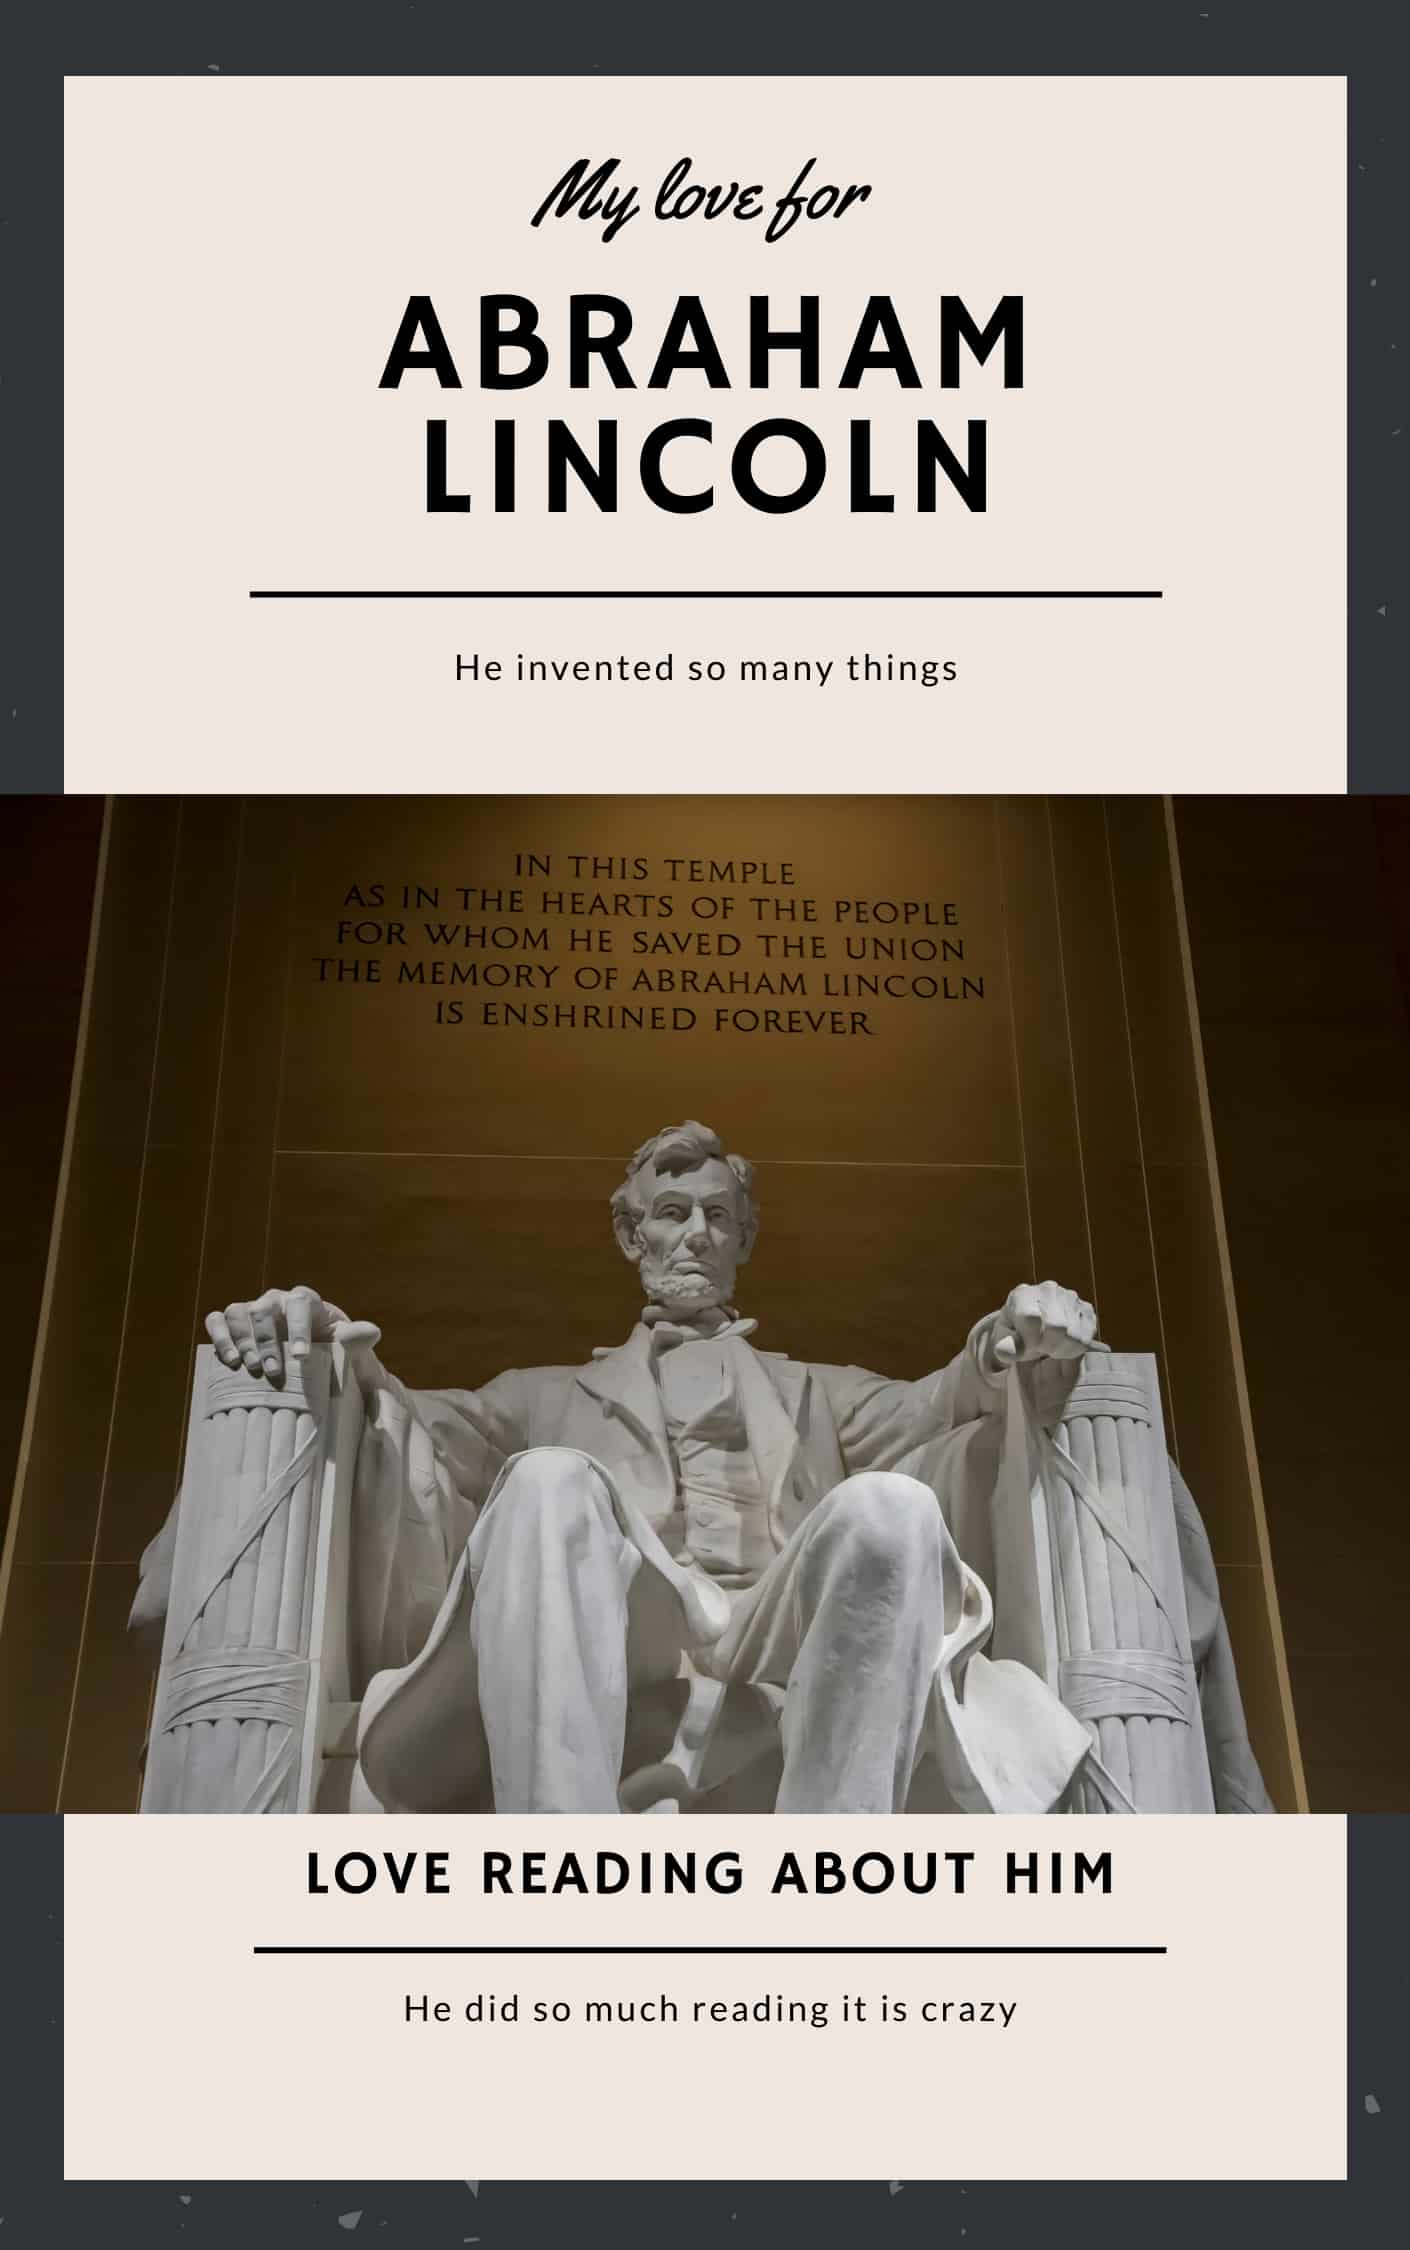 My love for
ABRAHAM
LINCOLN
He invented so many things
IN THIS TEMPLE
AS IN THE HEARTS OF THE PEOPLE
FOR WHOM HE SAVED THE UNION
THE MEMORY OF ABRAHAM LINCOLN
IS ENSHRINED FOREVER
LOVE READING ABOUT HIM
He did so much reading it is crazy